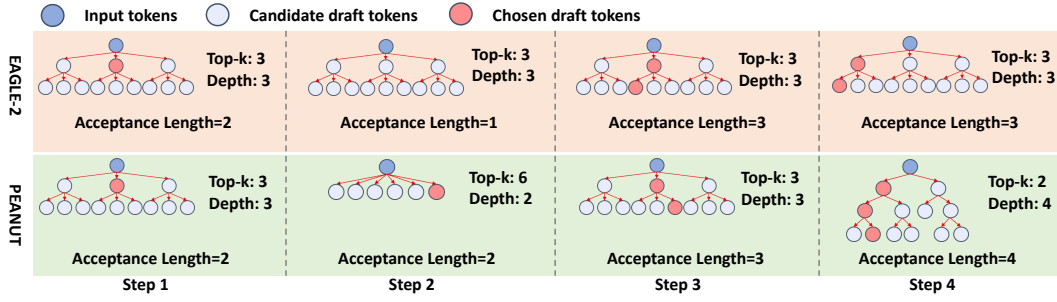 Input tokens
Candidate draft tokens
Chosen draft tokens
EAGLE-2
Top-k: 3
Depth: 3
Acceptance Length=2
Top-k: 3
Depth: 3
Acceptance Length=1
Top-k: 3
Depth: 3
Acceptance Length=3
Top-k: 3
Depth: 3
Acceptance Length=3
PEANUT
Top-k: 3
Depth: 3
Acceptance Length=2
Top-k: 6
Depth: 2
Acceptance Length=2
Top-k: 3
Depth: 3
Acceptance Length=3
Top-k: 2
Depth: 4
Acceptance Length=4
Step 1
Step 2
Step 3
Step 4